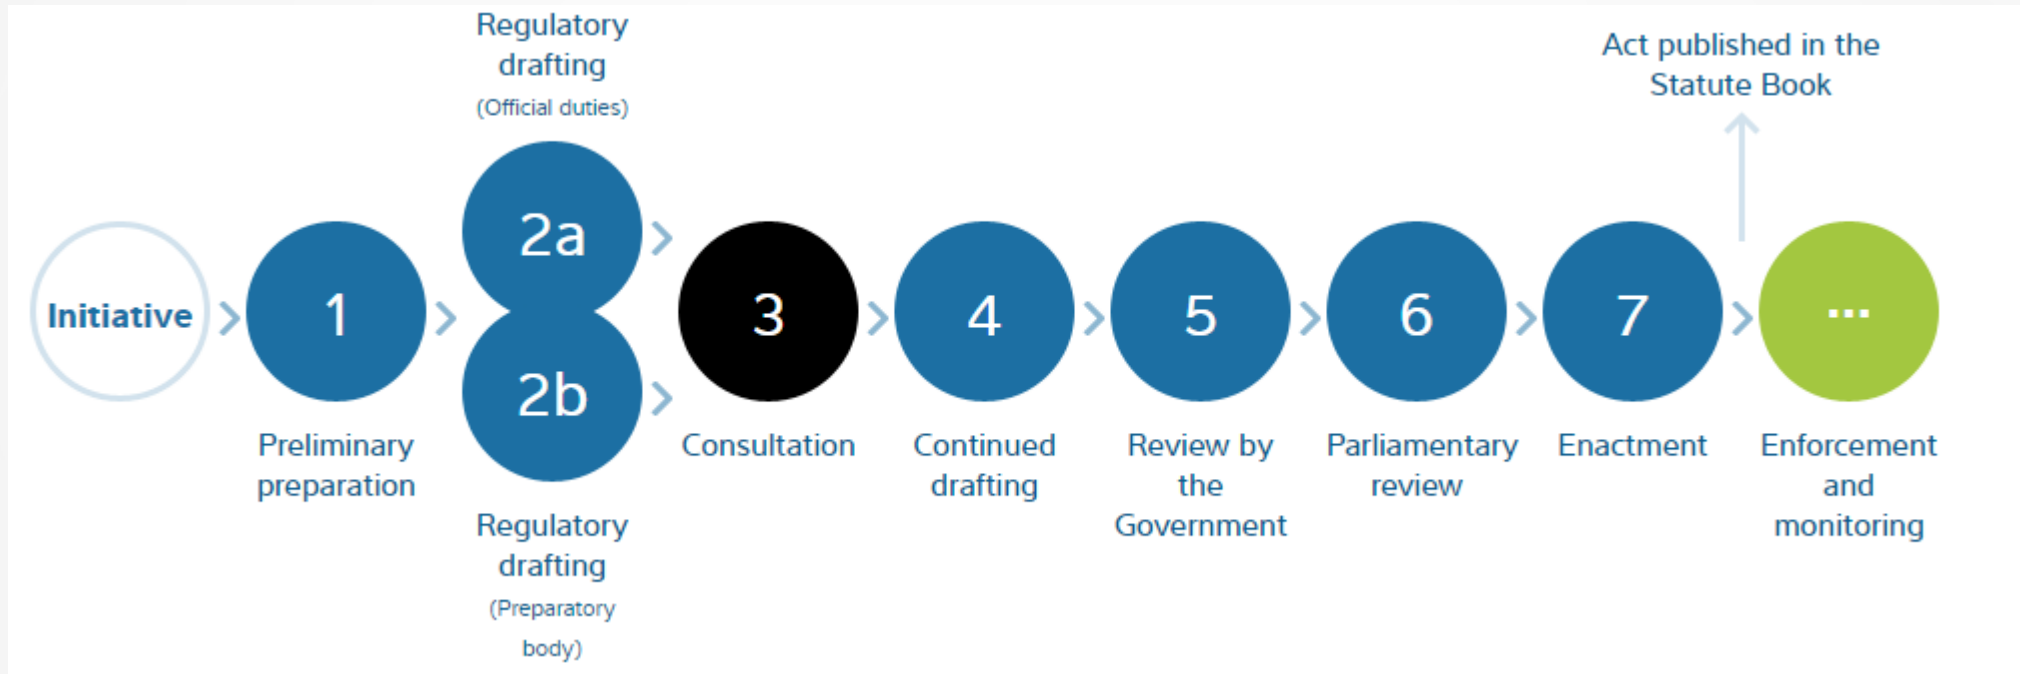 Regulatory
drafting
(Official duties)
Act published in the
Statute Book
Initiative
1
2a
2b
3
4
5
6
7
...
Preliminary
preparation
Regulatory
drafting
(Preparatory
body)
Consultation
Continued
drafting
Review by
the
Government
Parliamentary
review
Enactment
Enforcement
and
monitoring